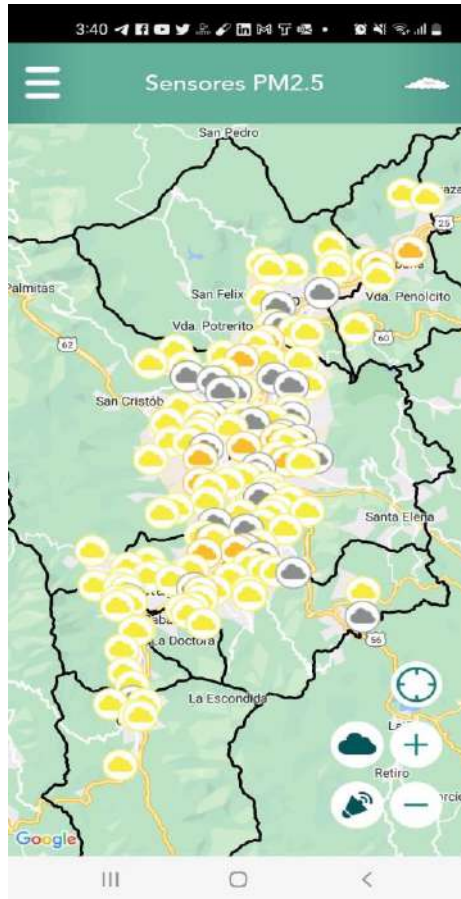 3:40
Sensores PM2.5
San Pedro
25
Palmitas
San Felix
Vda. Penolcito
Vda. Potrerito
62
60
San Cristób
Santa Elena
La Doctora
56
La Escondida
Retiro
Google